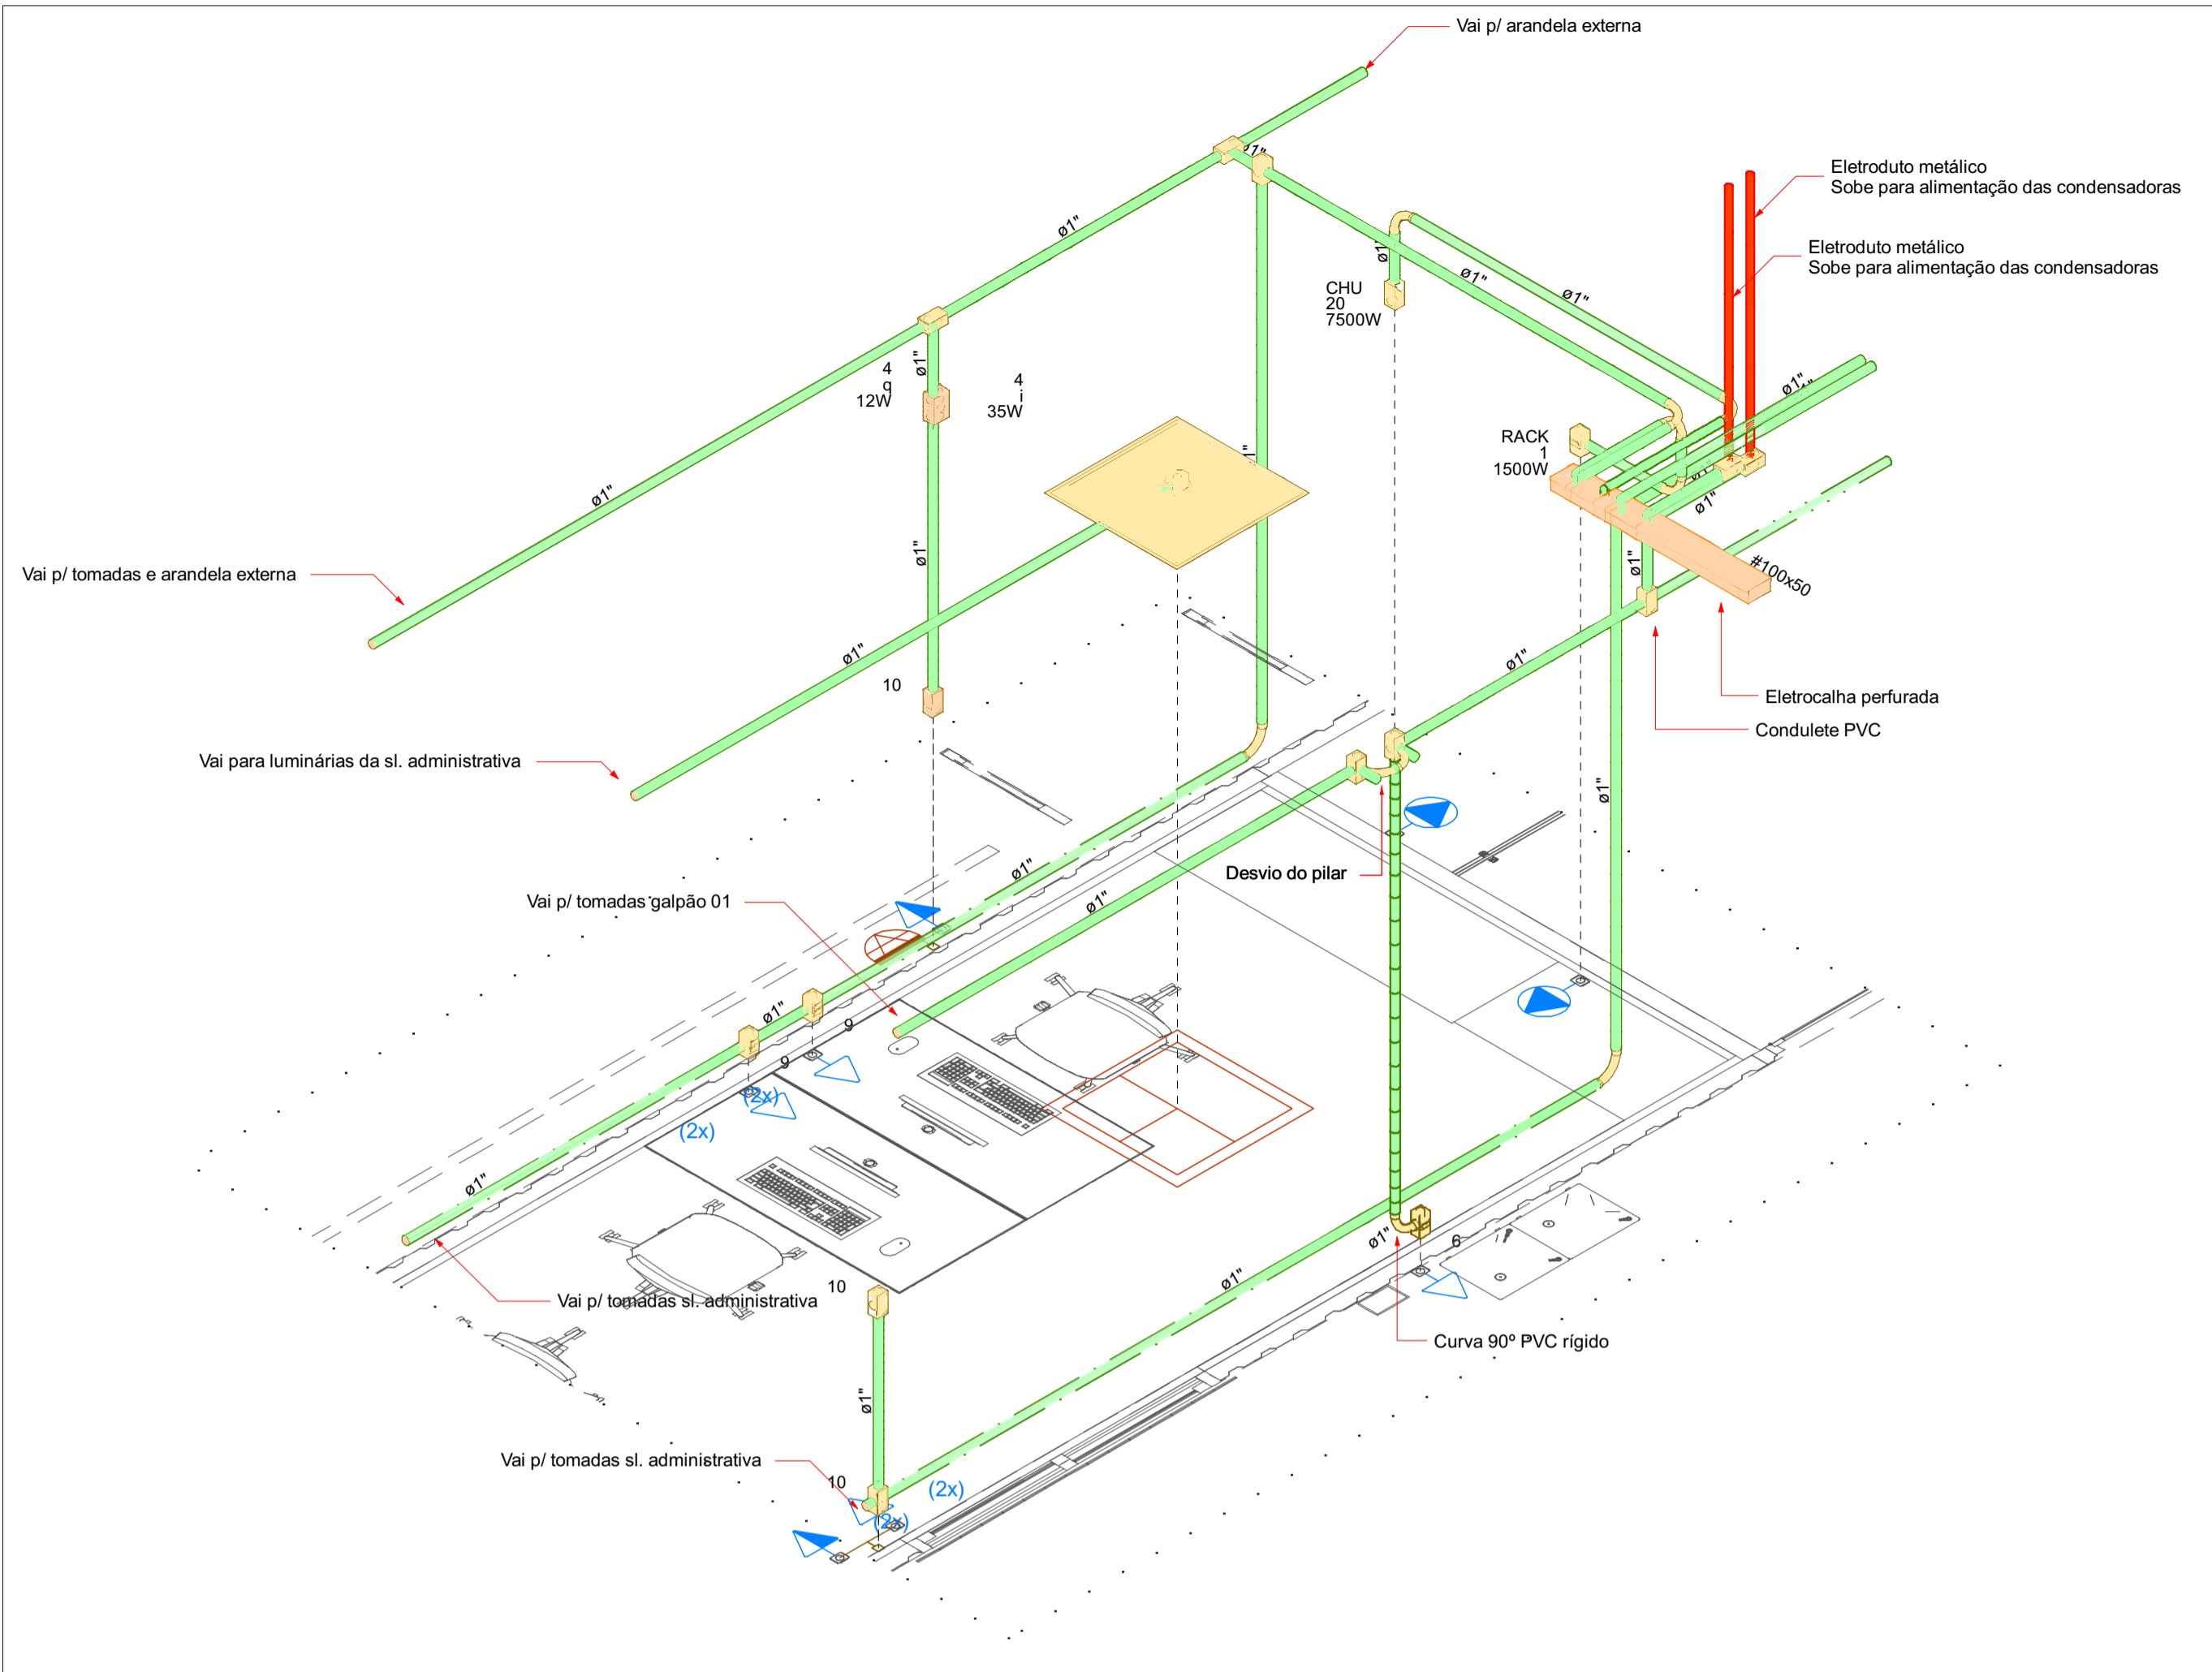 Vai p/ arandela externa
Eletroduto metálico
Sobe para alimentação das condensadoras
Eletroduto metálico
Sobe para alimentação das condensadoras
ø1"
ø1"
ø1"
ø1"
CHU
20
7500W
ø1"
4
q
12W
4
i
35W
ø1"
RACK
1
1500W
ø1"
ø1"
ø1"
ø1"
#100x50
Vai p/ tomadas e arandela externa
ø1"
ø1"
10
Eletrocalha perfurada
Condulete PVC
Vai para luminárias da sl. administrativa
ø1"
Desvio do pilar
ø1"
ø1"
Vai p/ tomadas galpão 01
ø1"
9
9
(2x)
(2x)
ø1"
ø1"
6
ø1"
10
Vai p/ tomadas sl. administrativa
Curva 90º PVC rígido
ø1"
Vai p/ tomadas sl. administrativa
10
(2x)
(2x)